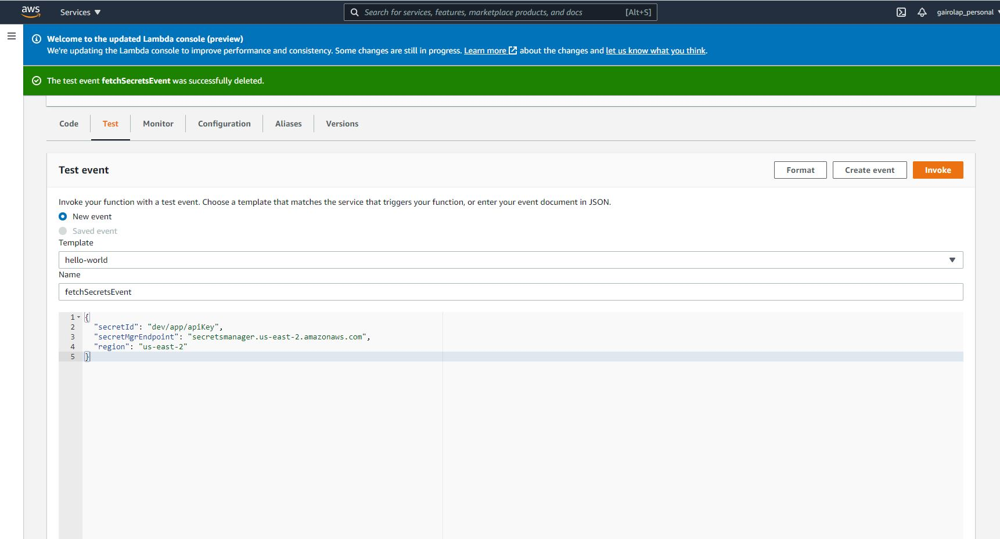 aws Services Search for services, features, marketplace products, and docs [Alt+S] gairolap_personal
Welcome to the updated Lambda console (preview)
We're updating the Lambda console to improve performance and consistency. Some changes are still in progress. Learn more about the changes and let us know what you think.
The test event fetchSecretsEvent was successfully deleted.
Code Test Monitor Configuration Aliases Versions
Test event Format Create event Invoke
Invoke your function with a test event. Choose a template that matches the service that triggers your function, or enter your event document in JSON.
New event
Saved event
Template
hello-world
Name
fetchSecretsEvent
1 {
2 "secretId": "dev/app/apiKey",
3 "secretMgrEndpoint": "secretsmanager.us-east-2.amazonaws.com",
4 "region": "us-east-2"
5 }